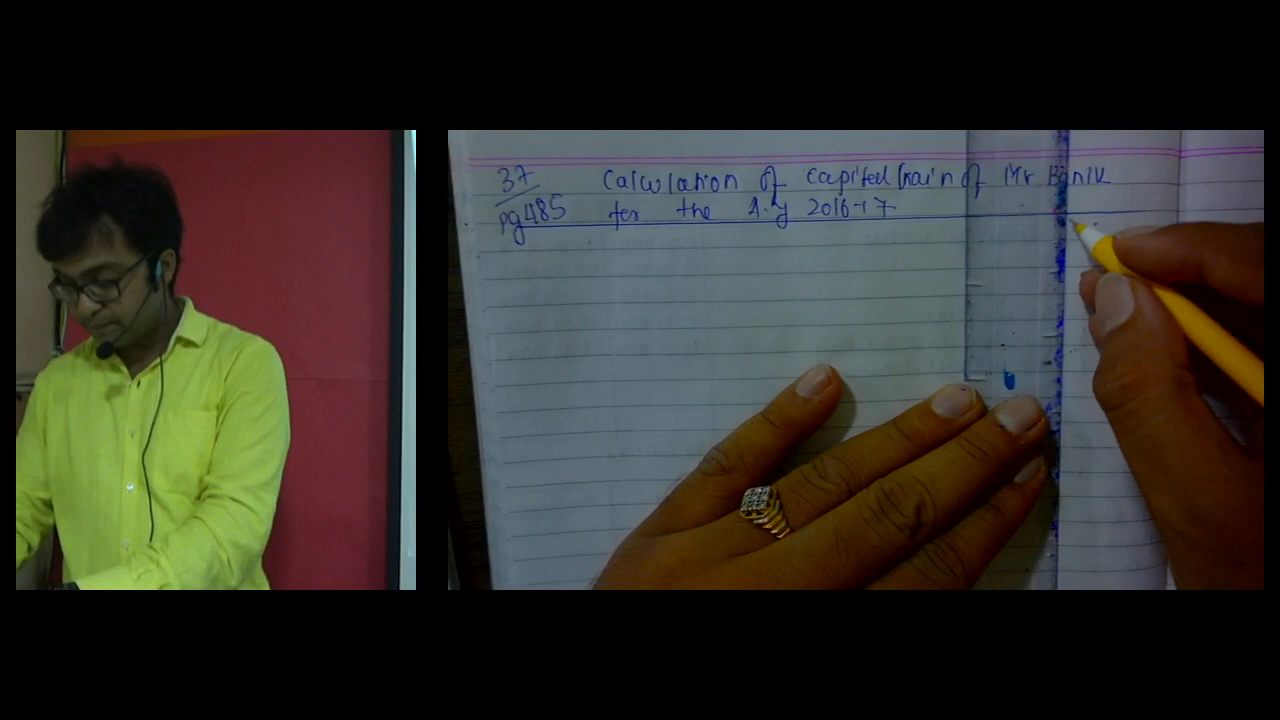 37 Calculation of capital Gain of Mr Banik
pg485 for the A.y 2016-17